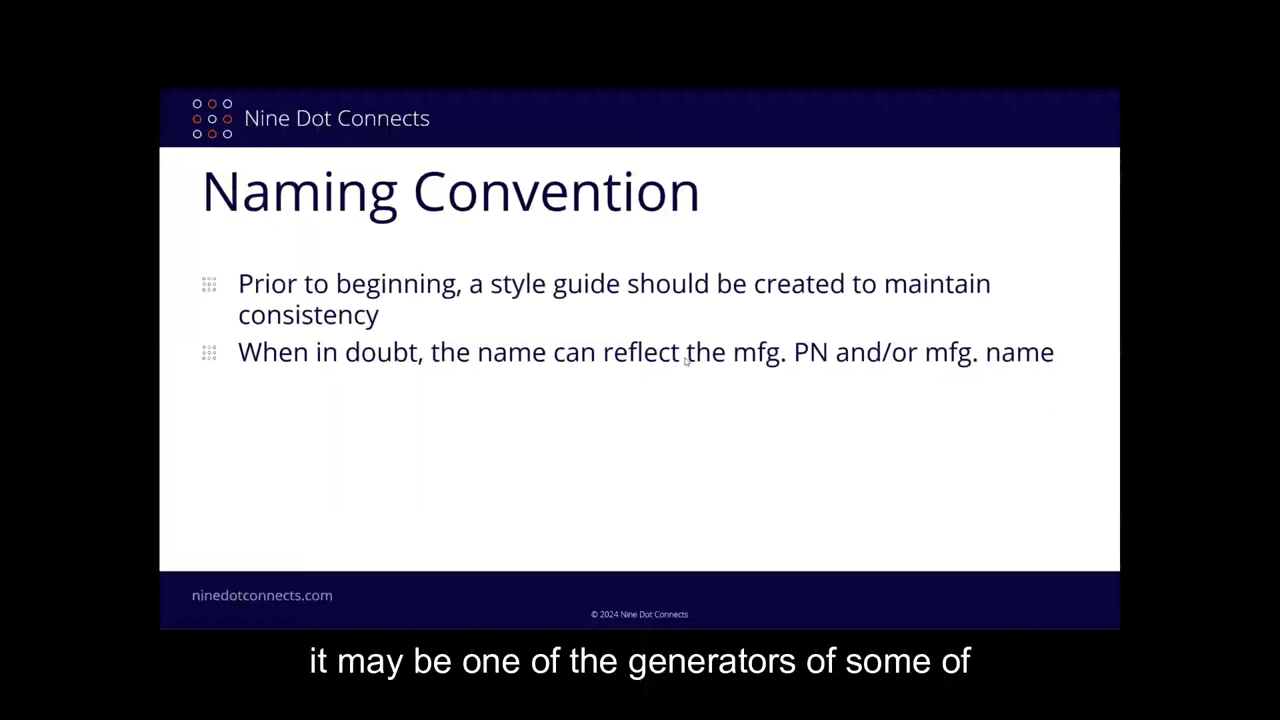 Nine Dot Connects
Naming Convention
Prior to beginning, a style guide should be created to maintain
consistency
When in doubt, the name can reflect the mfg. PN and/or mfg. name
ninedotconnects.com
© 2024 Nine Dot Connects
it may be one of the generators of some of